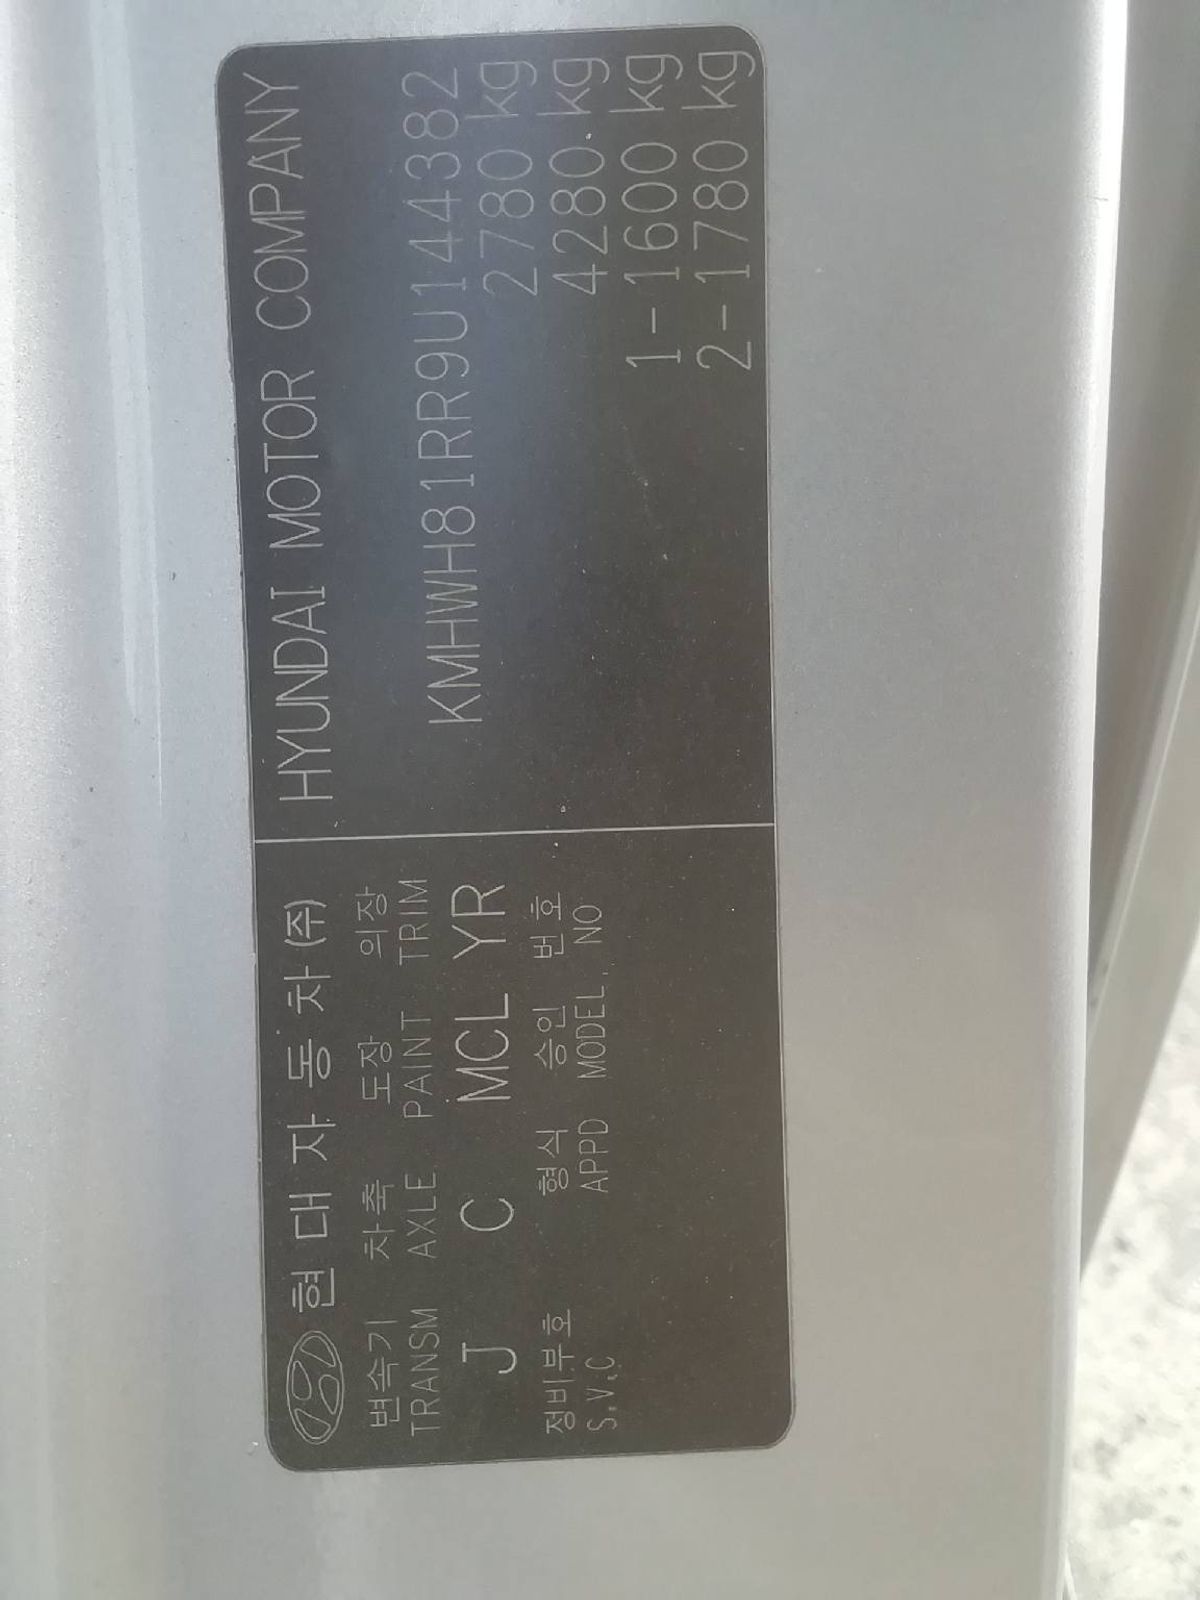 현대자동차(주)
변속기 차축 도장 의장
TRANSM AXLE PAINT TRIM
J C MCL YR
정비부호 형식 승인 번호
S.V.C APPD MODEL. NO
HYUNDAI MOTOR COMPANY
KMHWH81RR9U144382
2780 kg
4280 kg
1-1600 kg
2-1780 kg